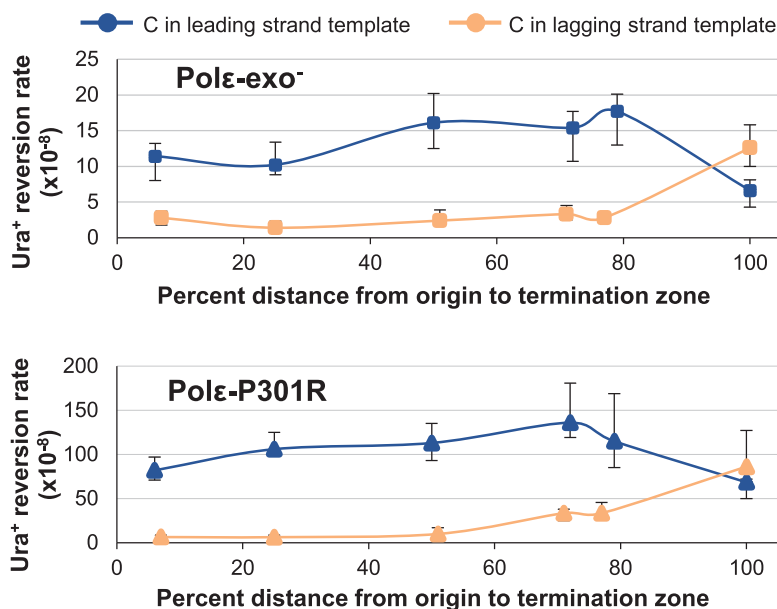 C in leading strand template
C in lagging strand template
Polε-exo⁻
Ura⁺ reversion rate
(x10⁻⁸)
25
20
15
10
5
0
0 20 40 60 80 100
Percent distance from origin to termination zone
Polε-P301R
Ura⁺ reversion rate
(x10⁻⁸)
200
150
100
50
0
0 20 40 60 80 100
Percent distance from origin to termination zone